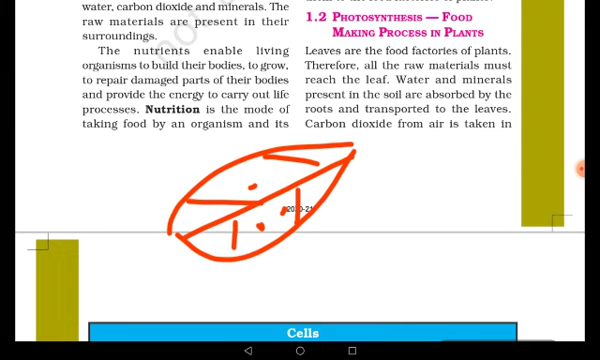 water, carbon dioxide and minerals. The
raw materials are present in their
surroundings.
The nutrients enable living
organisms to build their bodies, to grow,
to repair damaged parts of their bodies
and provide the energy to carry out life
processes. Nutrition is the mode of
taking food by an organism and its
1.2 PHOTOSYNTHESIS — FOOD
MAKING PROCESS IN PLANTS
Leaves are the food factories of plants.
Therefore, all the raw materials must
reach the leaf. Water and minerals
present in the soil are absorbed by the
roots and transported to the leaves.
Carbon dioxide from air is taken in
Cells